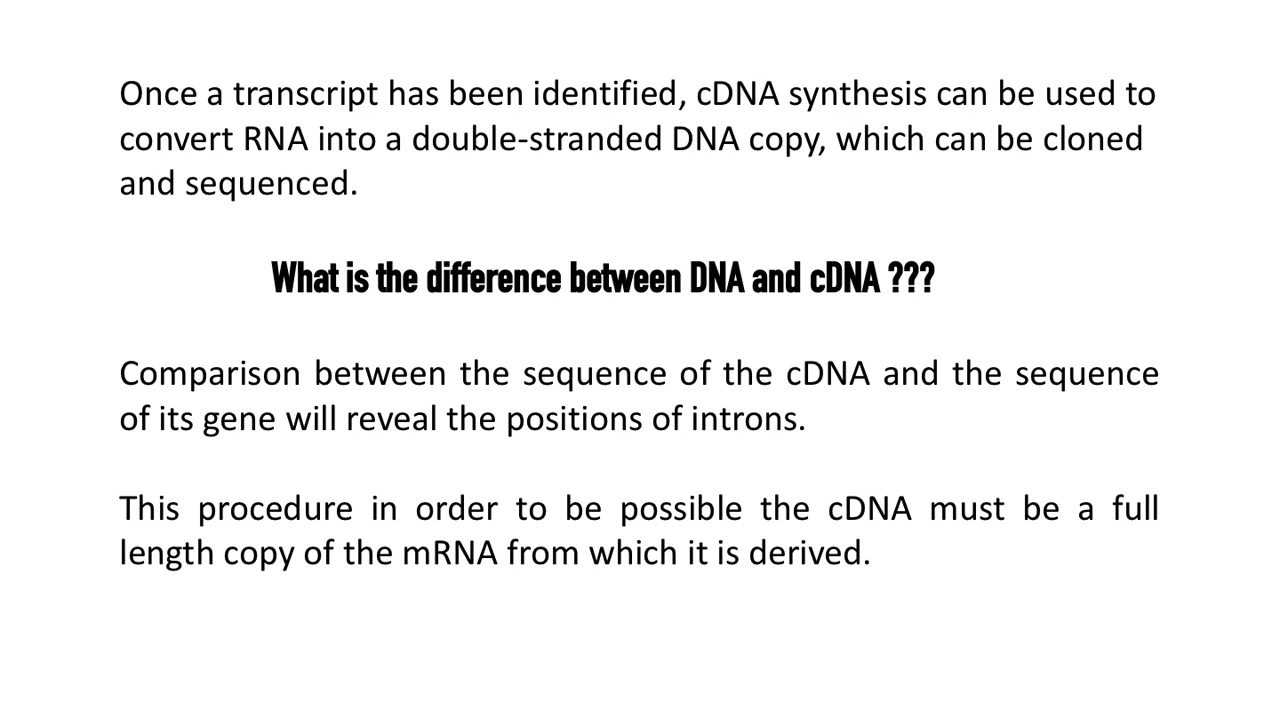 Once a transcript has been identified, cDNA synthesis can be used to
convert RNA into a double-stranded DNA copy, which can be cloned
and sequenced.
What is the difference between DNA and cDNA ???
Comparison between the sequence of the cDNA and the sequence
of its gene will reveal the positions of introns.
This procedure in order to be possible the cDNA must be a full
length copy of the mRNA from which it is derived.